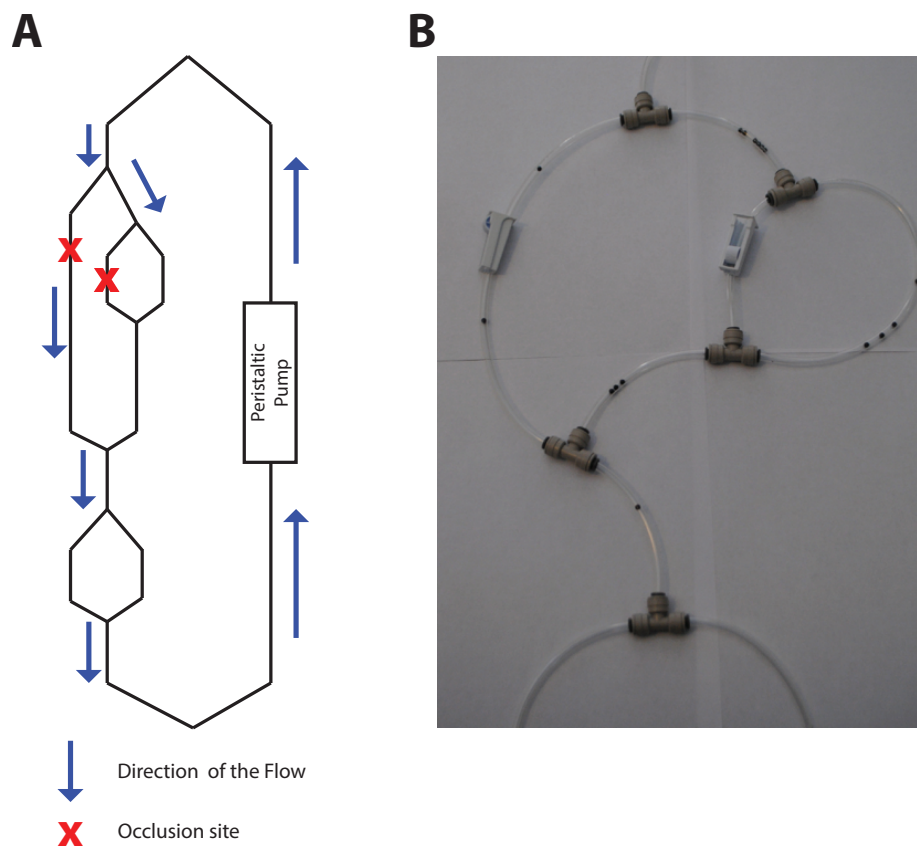 A
B
Peristaltic
Pump
Direction of the Flow
X
Occlusion site